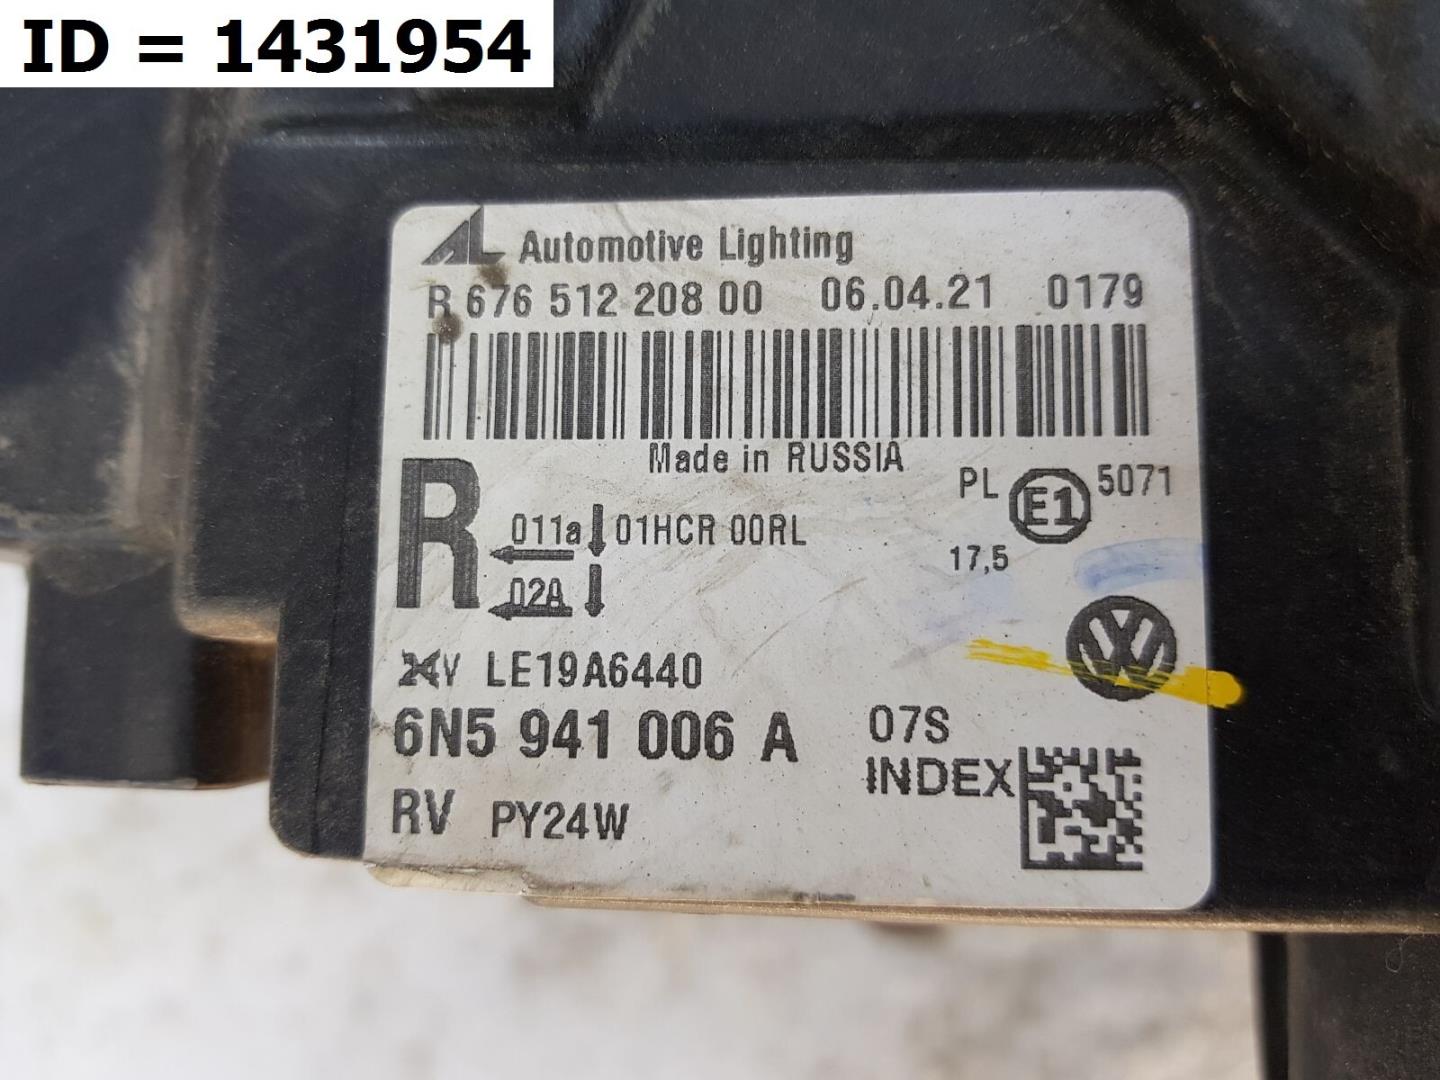 ID = 1431954
AL Automotive Lighting
R 676 512 208 00 06.04.21 0179
Made in RUSSIA
R
PL E1 5071
011a 01HCR 00RL
17,5
02A
LE19A6440
6N5 941 006 A 07S
INDEX
RV PY24W